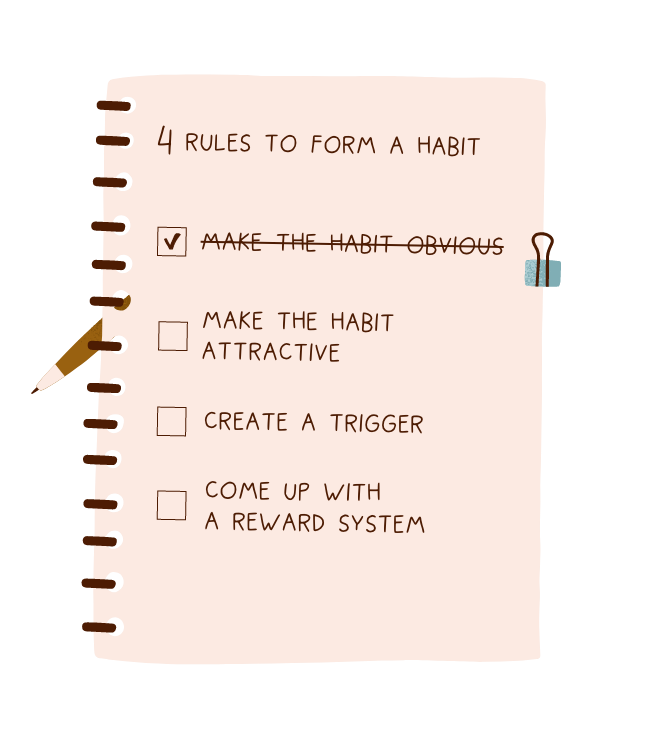 4 RULES TO FORM A HABIT
MAKE THE HABIT OBVIOUS
MAKE THE HABIT
ATTRACTIVE
CREATE A TRIGGER
COME UP WITH
A REWARD SYSTEM